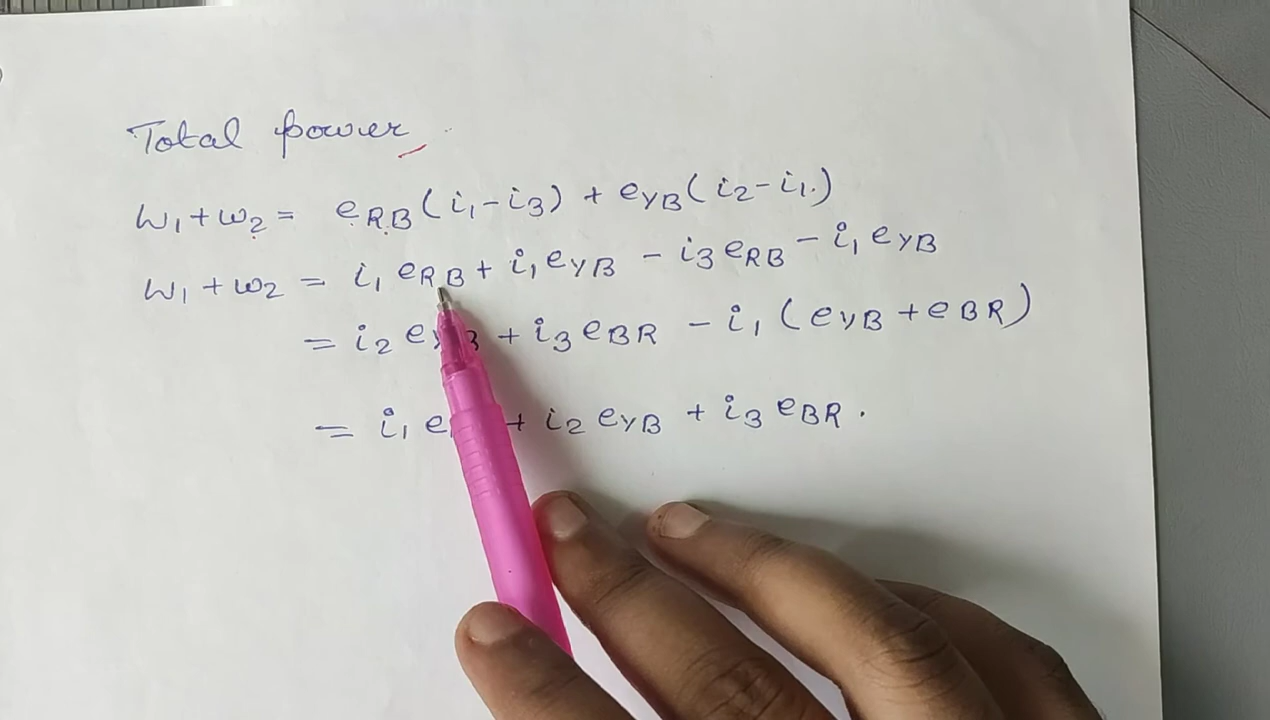 Total power
W₁ + W₂ = eRB (i₁ - i₃) + eYB (i₂ - i₁)
W₁ + W₂ = i₁ eRB + i₁ eYB - i₃ eRB - i₁ eYB
= i₂ e + i₃ eBR - i₁ (eYB + eBR)
= i₁ e + i₂ eYB + i₃ eBR.